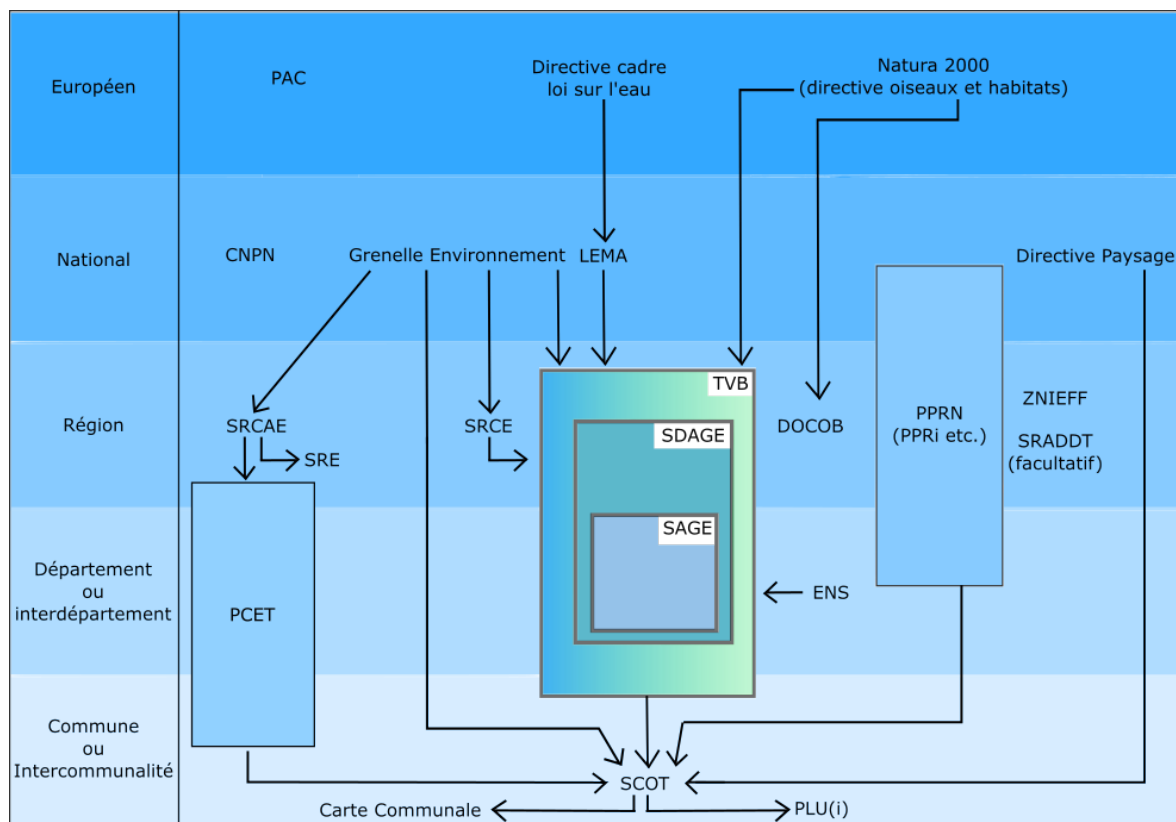 Européen
PAC
Directive cadre
loi sur l'eau
Natura 2000
(directive oiseaux et habitats)
National
CNPN
Grenelle Environnement
LEMA
Directive Paysage
Région
SRCAE
SRE
SRCE
TVB
SDAGE
SAGE
DOCOB
PPRN
(PPRi etc.)
ZNIEFF
SRADDT
(facultatif)
Département
ou
interdépartement
PCET
ENS
Commune
ou
Intercommunalité
SCOT
Carte Communale
PLU(i)